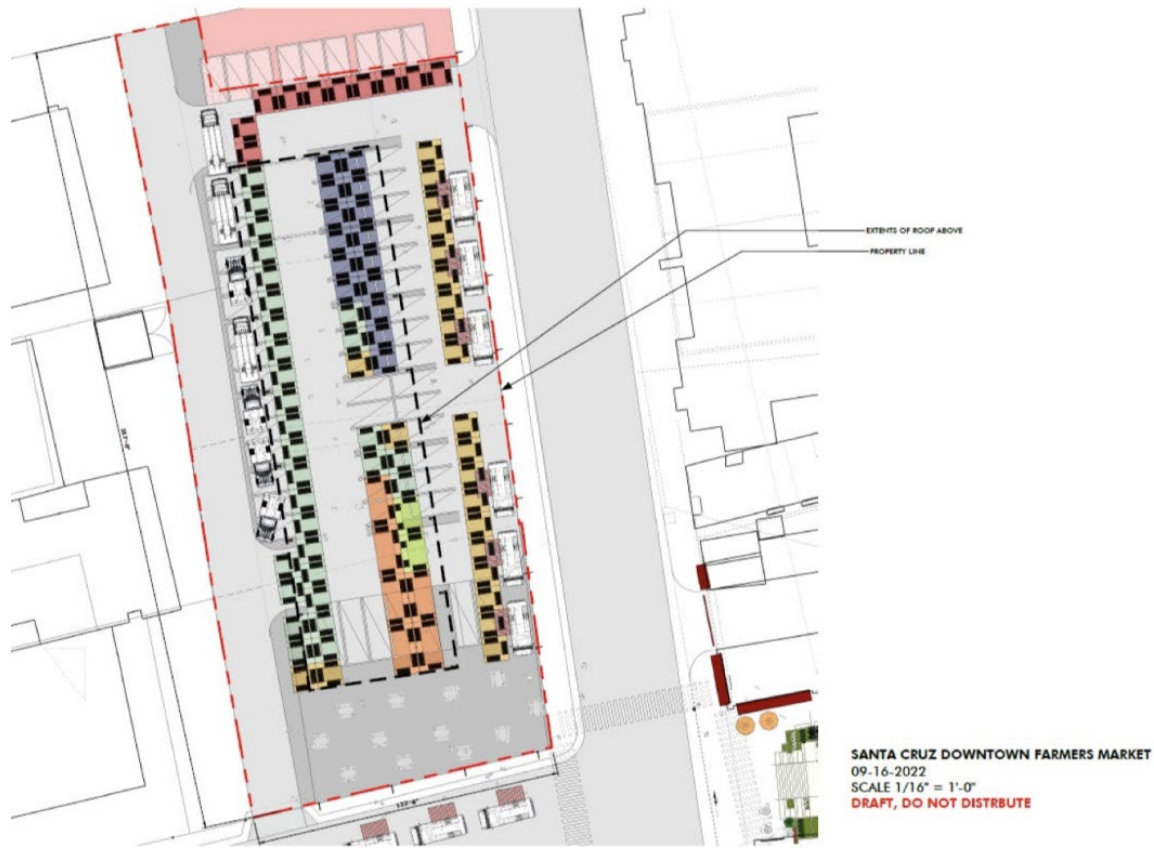 EXTENTS OF ROOF ABOVE
PROPERTY LINE
SANTA CRUZ DOWNTOWN FARMERS MARKET
09-16-2022
SCALE 1/16" = 1'-0"
DRAFT, DO NOT DISTRBUTE